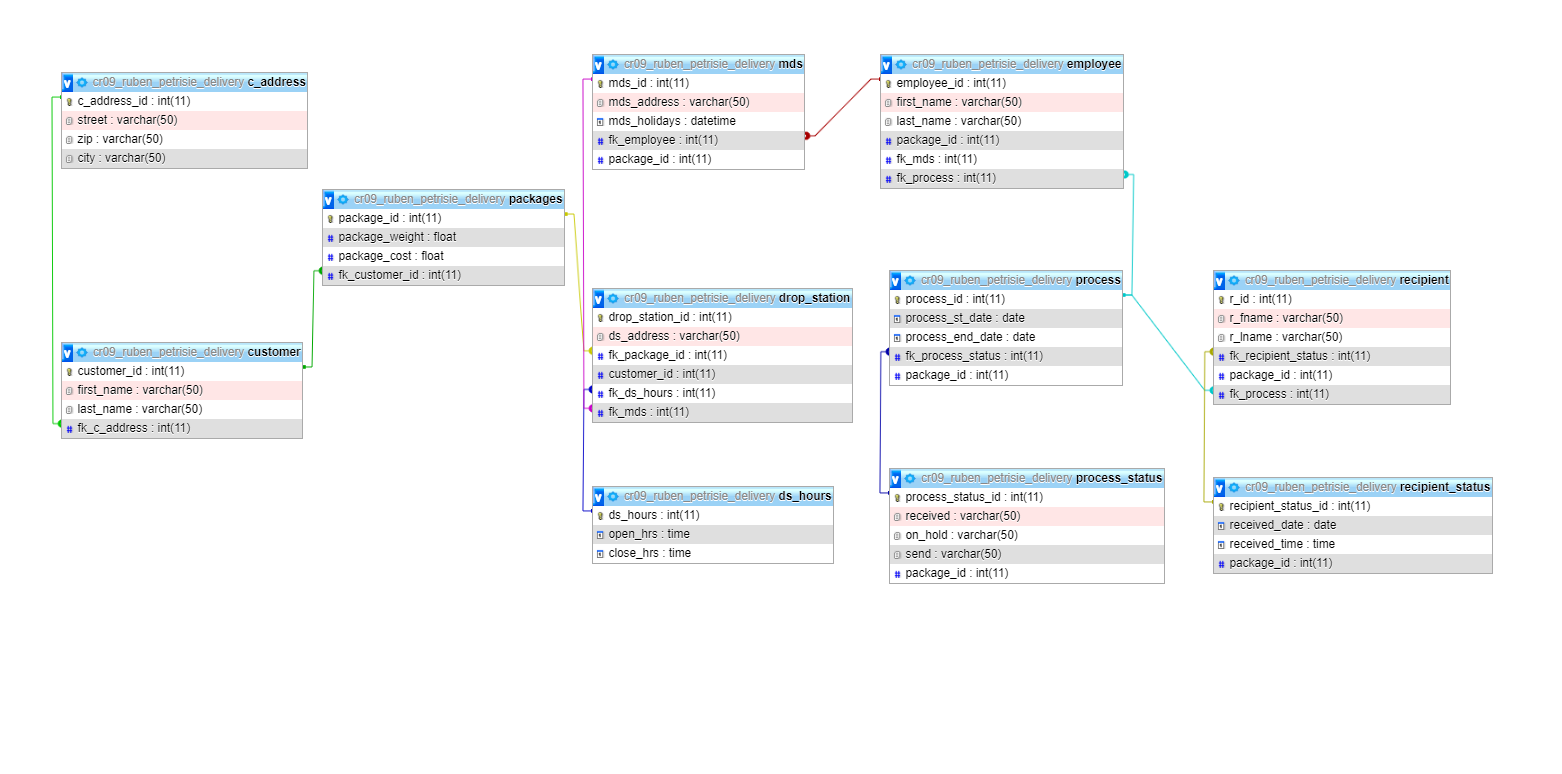 cr09_ruben_petrisie_delivery c_address
c_address_id : int(11)
street : varchar(50)
zip : varchar(50)
city : varchar(50)
cr09_ruben_petrisie_delivery packages
package_id : int(11)
package_weight : float
package_cost : float
fk_customer_id : int(11)
cr09_ruben_petrisie_delivery customer
customer_id : int(11)
first_name : varchar(50)
last_name : varchar(50)
fk_c_address : int(11)
cr09_ruben_petrisie_delivery mds
mds_id : int(11)
mds_address : varchar(50)
mds_holidays : datetime
fk_employee : int(11)
package_id : int(11)
cr09_ruben_petrisie_delivery drop_station
drop_station_id : int(11)
ds_address : varchar(50)
fk_package_id : int(11)
customer_id : int(11)
fk_ds_hours : int(11)
fk_mds : int(11)
cr09_ruben_petrisie_delivery ds_hours
ds_hours : int(11)
open_hrs : time
close_hrs : time
cr09_ruben_petrisie_delivery employee
employee_id : int(11)
first_name : varchar(50)
last_name : varchar(50)
package_id : int(11)
fk_mds : int(11)
fk_process : int(11)
cr09_ruben_petrisie_delivery process
process_id : int(11)
process_st_date : date
process_end_date : date
fk_process_status : int(11)
package_id : int(11)
cr09_ruben_petrisie_delivery process_status
process_status_id : int(11)
received : varchar(50)
on_hold : varchar(50)
send : varchar(50)
package_id : int(11)
cr09_ruben_petrisie_delivery recipient
r_id : int(11)
r_fname : varchar(50)
r_lname : varchar(50)
fk_recipient_status : int(11)
package_id : int(11)
fk_process : int(11)
cr09_ruben_petrisie_delivery recipient_status
recipient_status_id : int(11)
received_date : date
received_time : time
package_id : int(11)